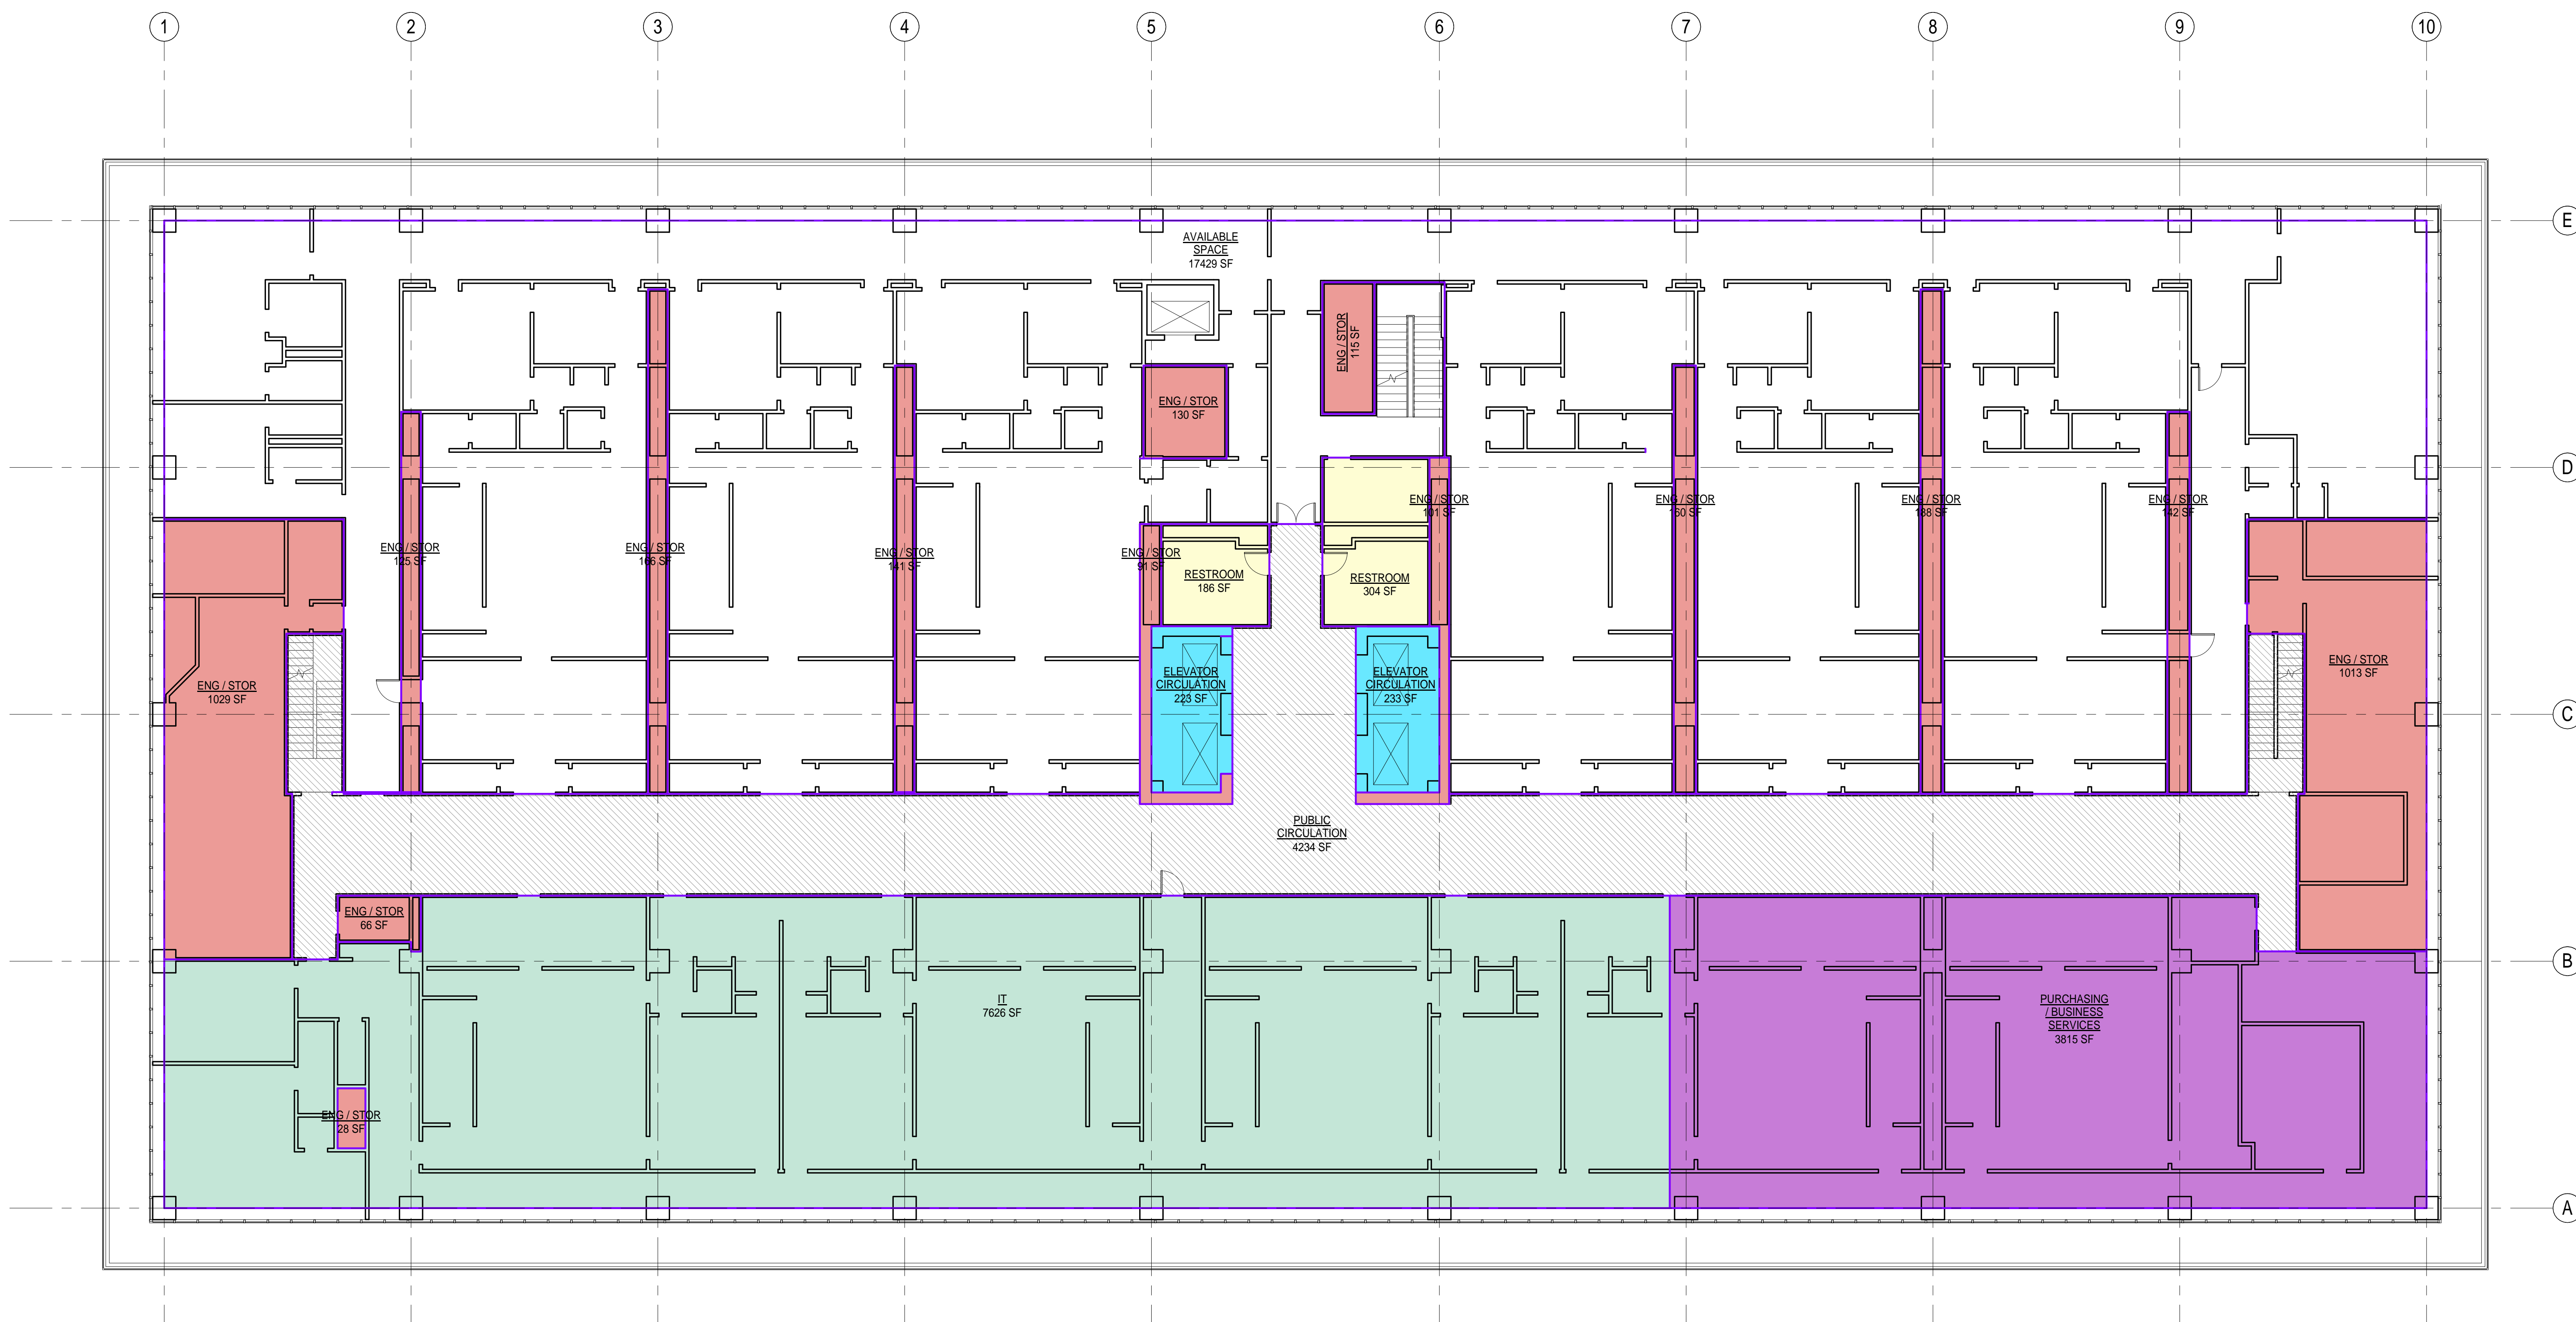 1 2 3 4 5 6 7 8 9 10
E
AVAILABLE
SPACE
17429 SF
ENG / STOR
115 SF
ENG / STOR
130 SF
D
ENG / STOR
101 SF
ENG / STOR
160 SF
ENG / STOR
188 SF
ENG / STOR
142 SF
ENG / STOR
125 SF
ENG / STOR
166 SF
ENG / STOR
141 SF
ENG / STOR
91 SF
RESTROOM
186 SF
RESTROOM
304 SF
ENG / STOR
1029 SF
ELEVATOR
CIRCULATION
223 SF
ELEVATOR
CIRCULATION
233 SF
ENG / STOR
1013 SF
C
PUBLIC
CIRCULATION
4234 SF
ENG / STOR
66 SF
B
IT
7626 SF
PURCHASING
/ BUSINESS
SERVICES
3815 SF
ENG / STOR
28 SF
A